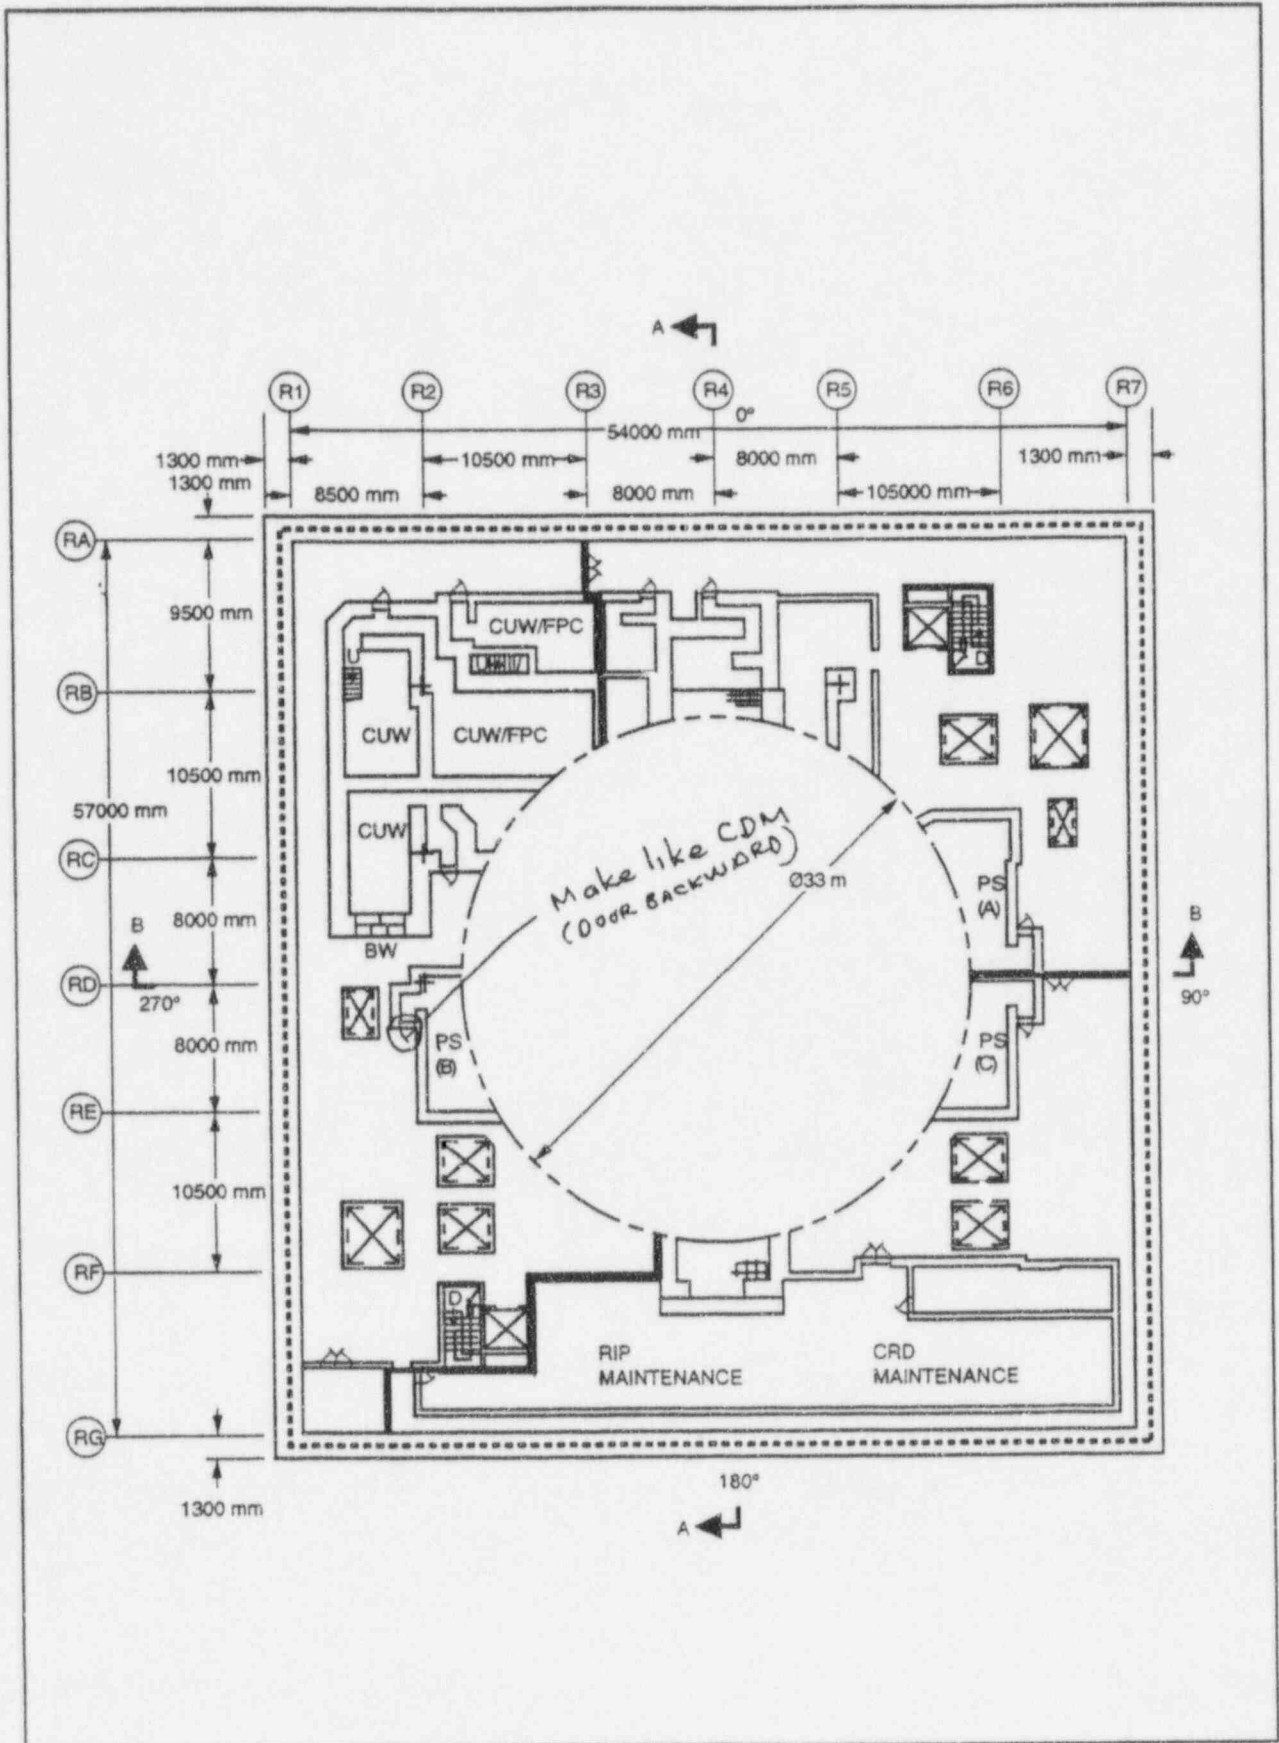 A
R1 R2 R3 R4 R5 R6 R7
0°
54000 mm
1300 mm 10500 mm 8000 mm 1300 mm
1300 mm
8500 mm 8000 mm 105000 mm
RA
9500 mm
CUW/FPC
D
RB
CUW CUW/FPC
10500 mm
57000 mm
CUW
Make like CDM
(DOOR BACKWARD)
RC
Ø33 m
PS
(A)
8000 mm
B
BW
B
RD
270°
90°
8000 mm
PS
(B)
PS
(C)
RE
10500 mm
RF
D
RIP
MAINTENANCE
CRD
MAINTENANCE
RG
180°
1300 mm
A